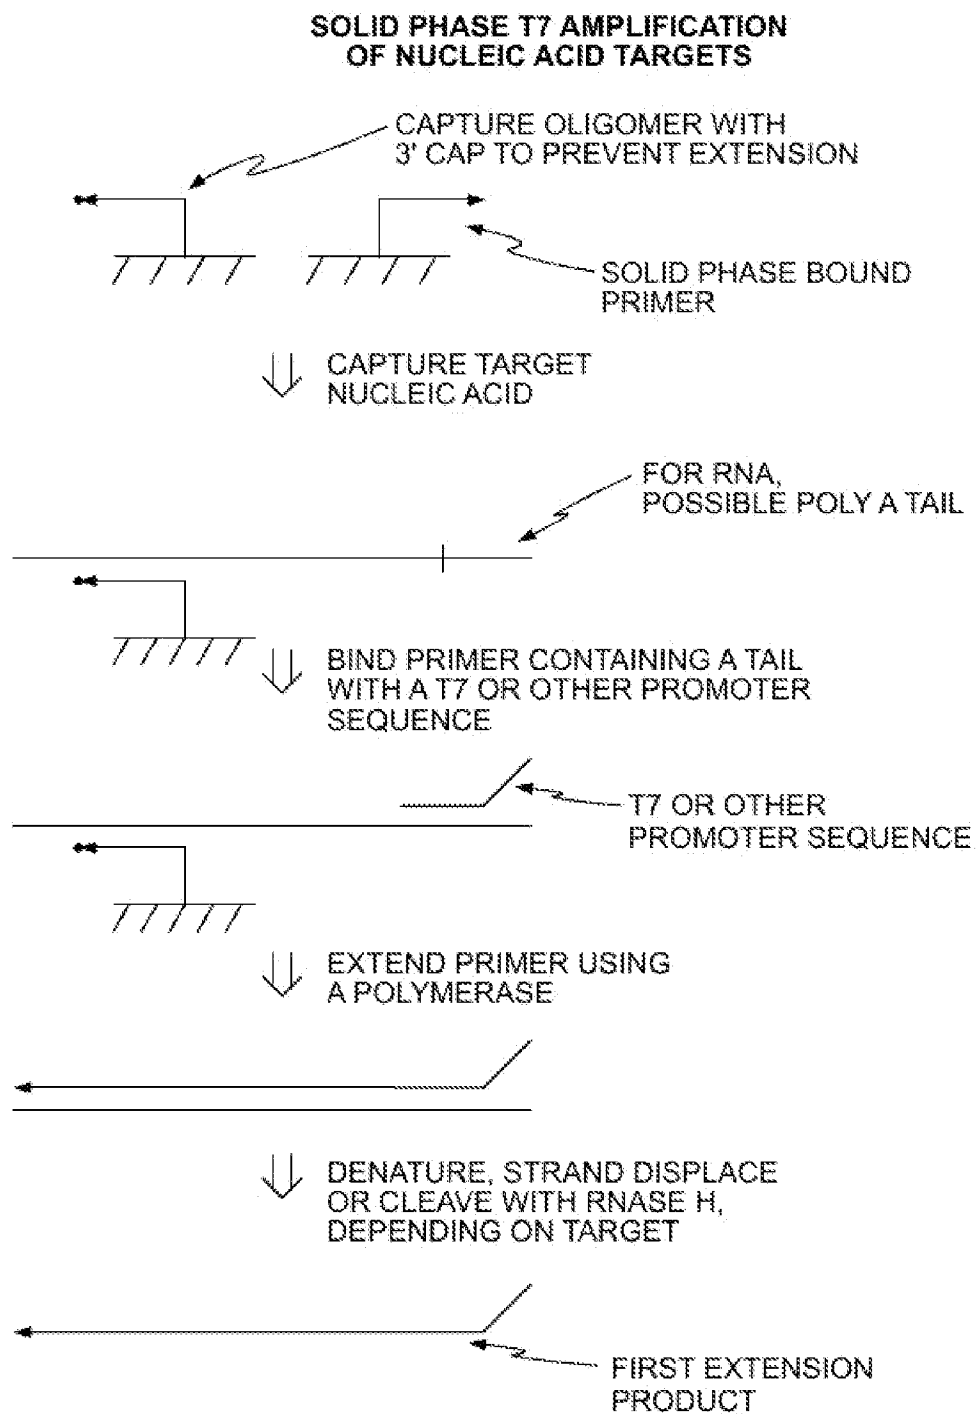 SOLID PHASE T7 AMPLIFICATION
OF NUCLEIC ACID TARGETS
CAPTURE OLIGOMER WITH
3' CAP TO PREVENT EXTENSION
SOLID PHASE BOUND
PRIMER
CAPTURE TARGET
NUCLEIC ACID
FOR RNA,
POSSIBLE POLY A TAIL
BIND PRIMER CONTAINING A TAIL
WITH A T7 OR OTHER PROMOTER
SEQUENCE
T7 OR OTHER
PROMOTER SEQUENCE
EXTEND PRIMER USING
A POLYMERASE
DENATURE, STRAND DISPLACE
OR CLEAVE WITH RNASE H,
DEPENDING ON TARGET
FIRST EXTENSION
PRODUCT